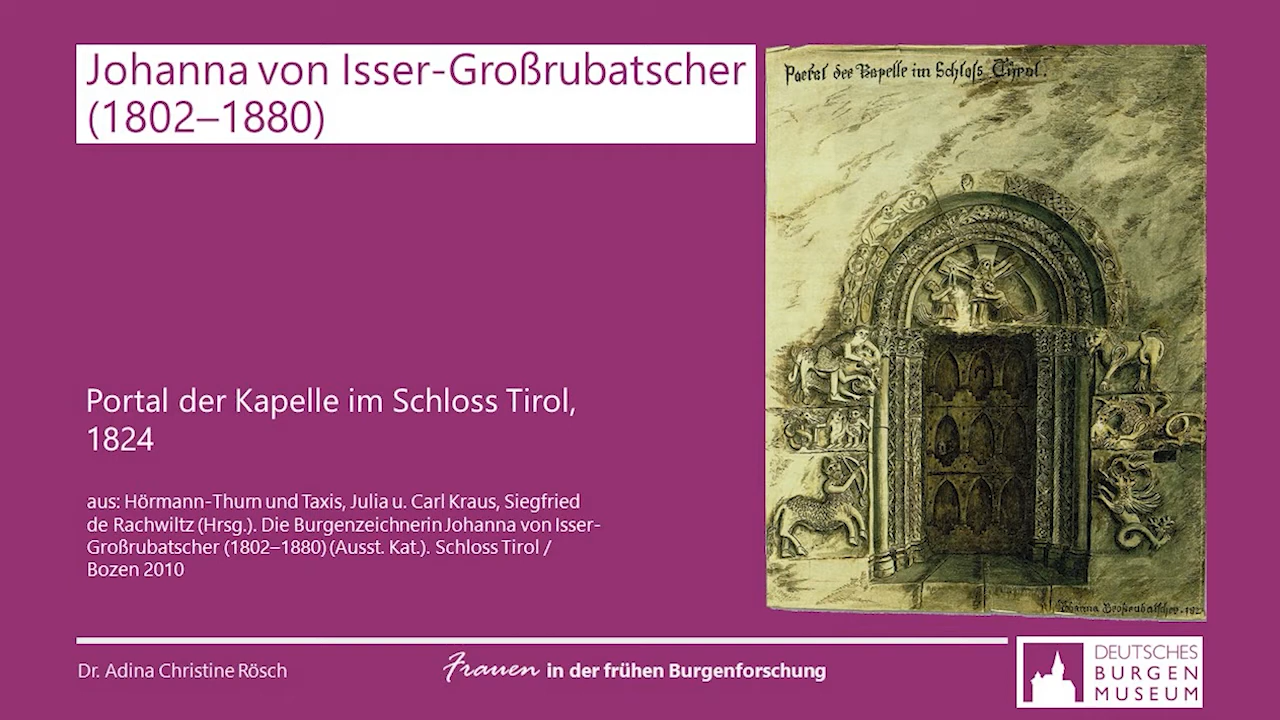 Johanna von Isser-Großrubatscher
(1802–1880)
Portal der Kapelle im Schloss Tirol.
Portal der Kapelle im Schloss Tirol,
1824
aus: Hörmann-Thurn und Taxis, Julia u. Carl Kraus, Siegfried
de Rachwiltz (Hrsg.). Die Burgenzeichnerin Johanna von Isser-
Großrubatscher (1802–1880) (Ausst. Kat.). Schloss Tirol /
Bozen 2010
Johanna Großrubatscher
Dr. Adina Christine Rösch
Frauen in der frühen Burgenforschung
DEUTSCHES
BURGEN
MUSEUM